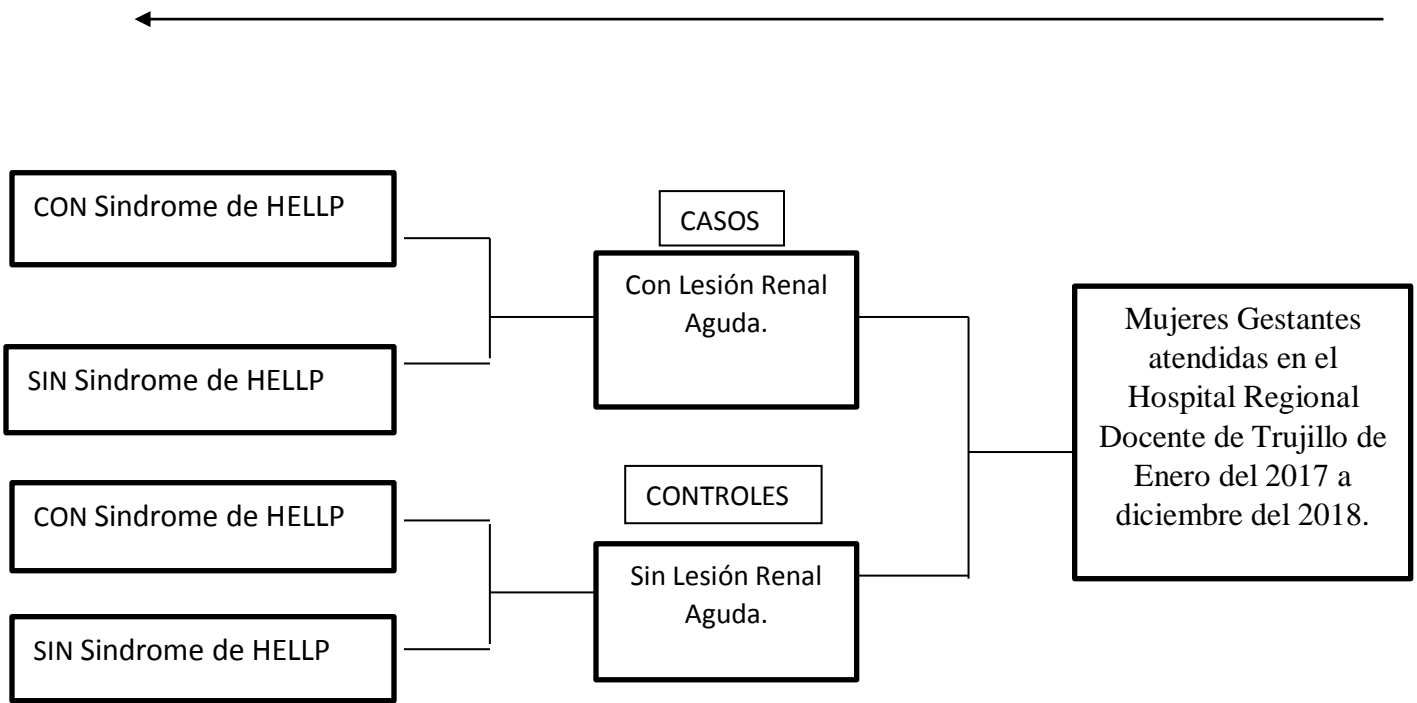 CON Sindrome de HELLP
SIN Sindrome de HELLP
CON Sindrome de HELLP
SIN Sindrome de HELLP
CASOS
Con Lesión Renal
Aguda.
CONTROLES
Sin Lesión Renal
Aguda.
Mujeres Gestantes
atendidas en el
Hospital Regional
Docente de Trujillo de
Enero del 2017 a
diciembre del 2018.